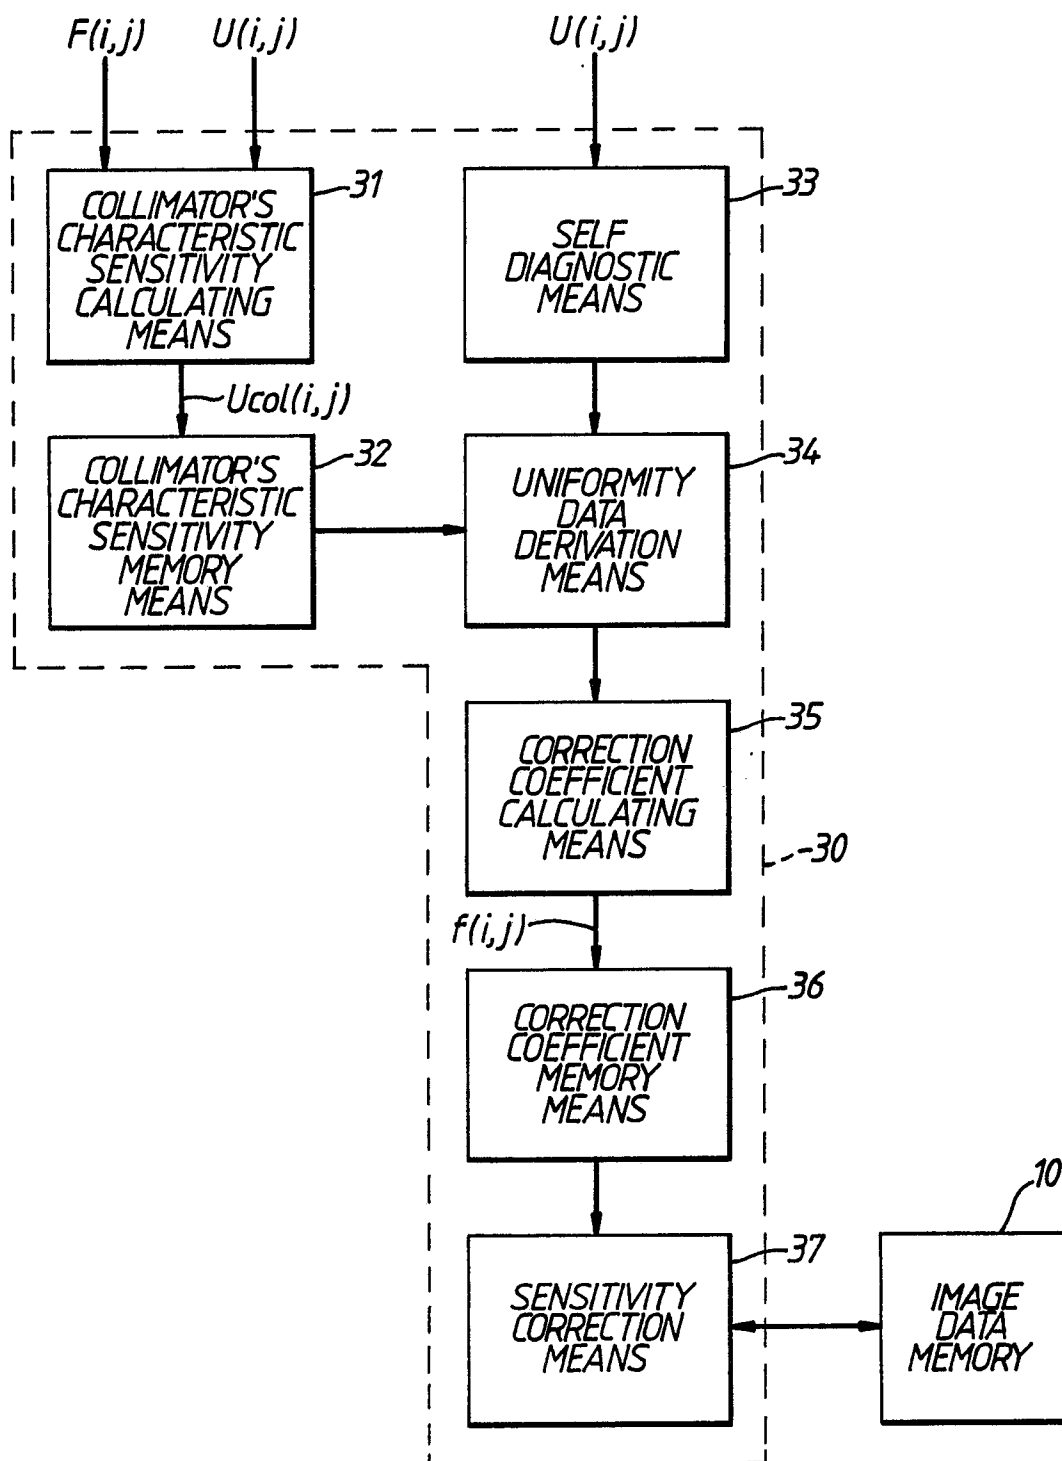 F(i,j)
U(i,j)
U(i,j)
31
COLLIMATOR'S
CHARACTERISTIC
SENSITIVITY
CALCULATING
MEANS
33
SELF
DIAGNOSTIC
MEANS
Ucol(i,j)
32
COLLIMATOR'S
CHARACTERISTIC
SENSITIVITY
MEMORY
MEANS
34
UNIFORMITY
DATA
DERIVATION
MEANS
35
CORRECTION
COEFFICIENT
CALCULATING
MEANS
30
f(i,j)
36
CORRECTION
COEFFICIENT
MEMORY
MEANS
37
SENSITIVITY
CORRECTION
MEANS
10
IMAGE
DATA
MEMORY